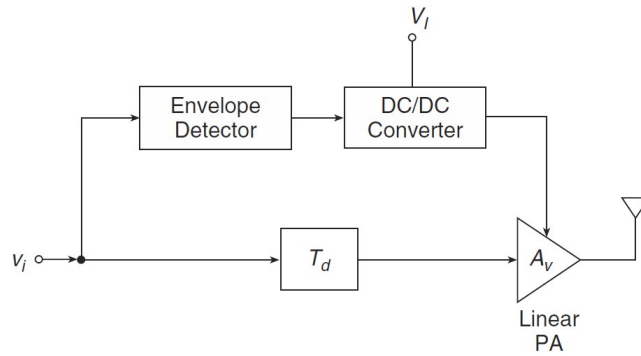 V_I
Envelope
Detector
DC/DC
Converter
v_i
T_d
A_v
Linear
PA